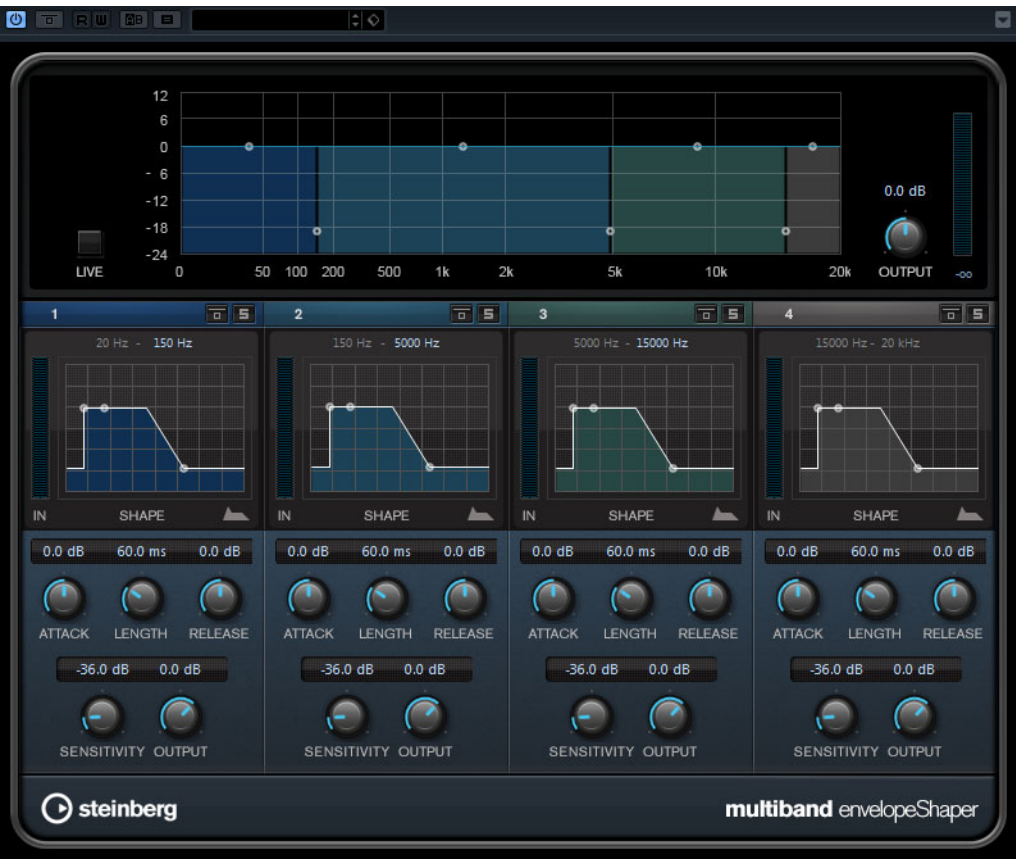 R W AB
12
6
0
- 6
-12
-18
-24
0 50 100 200 500 1k 2k 5k 10k 20k
LIVE
0.0 dB
OUTPUT
-oo
1 S 2 S 3 S 4 S
20 Hz - 150 Hz 150 Hz - 5000 Hz 5000 Hz - 15000 Hz 15000 Hz - 20 kHz
IN SHAPE IN SHAPE IN SHAPE IN SHAPE
0.0 dB 60.0 ms 0.0 dB 0.0 dB 60.0 ms 0.0 dB 0.0 dB 60.0 ms 0.0 dB 0.0 dB 60.0 ms 0.0 dB
ATTACK LENGTH RELEASE ATTACK LENGTH RELEASE ATTACK LENGTH RELEASE ATTACK LENGTH RELEASE
-36.0 dB 0.0 dB -36.0 dB 0.0 dB -36.0 dB 0.0 dB -36.0 dB 0.0 dB
SENSITIVITY OUTPUT SENSITIVITY OUTPUT SENSITIVITY OUTPUT SENSITIVITY OUTPUT
steinberg multiband envelopeShaper